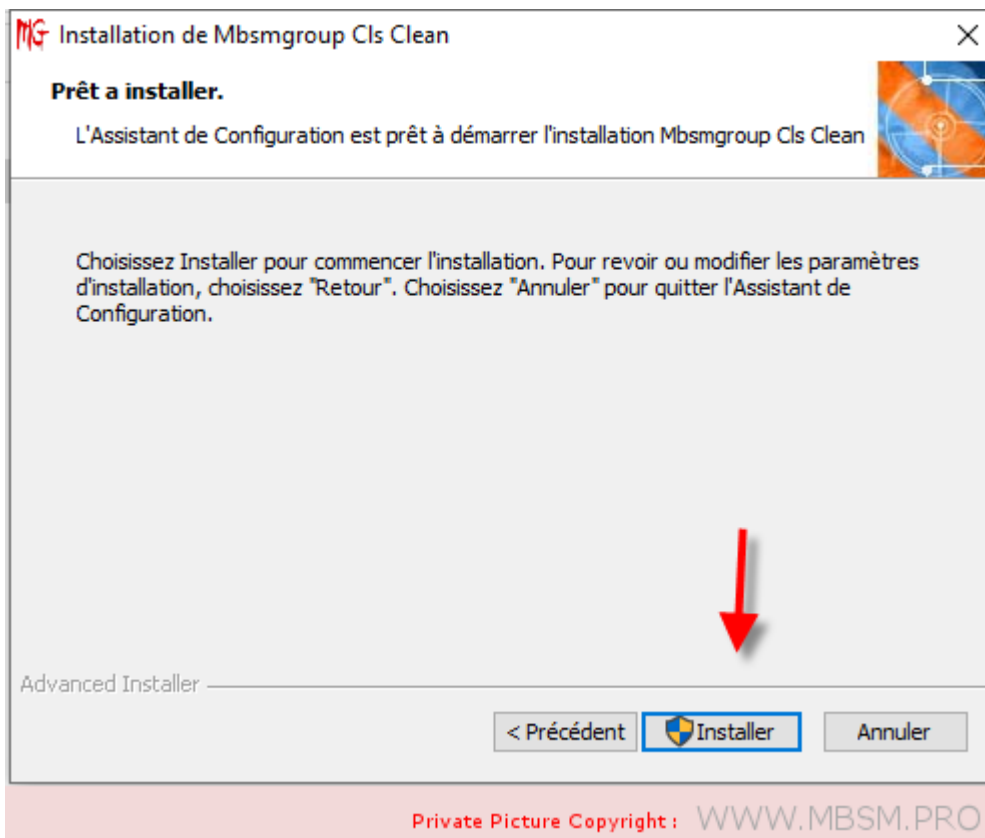 MG Installation de Mbsmgroup Cls Clean
Prêt a installer.
L'Assistant de Configuration est prêt à démarrer l'installation Mbsmgroup Cls Clean
Choisissez Installer pour commencer l'installation. Pour revoir ou modifier les paramètres
d'installation, choisissez "Retour". Choisissez "Annuler" pour quitter l'Assistant de
Configuration.
Advanced Installer
< Précédent Installer Annuler
Private Picture Copyright : WWW.MBSM.PRO